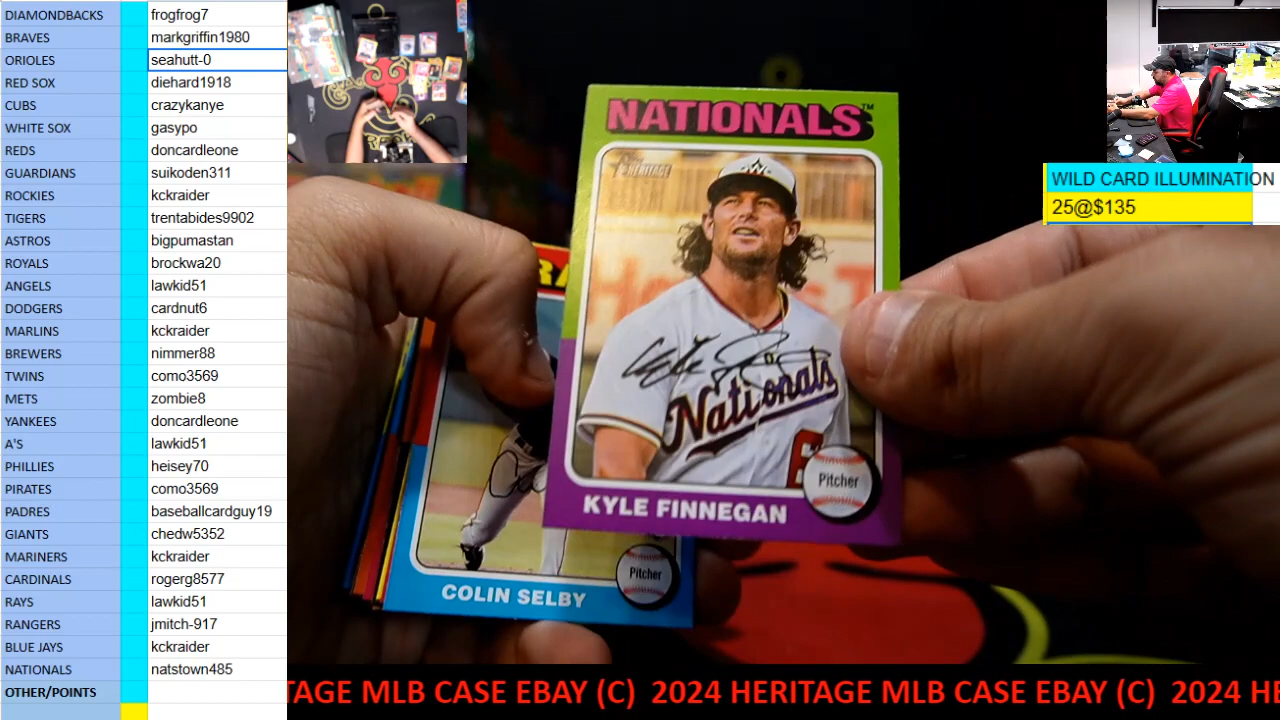 DIAMONDBACKS frogfrog7
BRAVES markgriffin1980
ORIOLES seahutt-0
RED SOX diehard1918
CUBS crazykanye
WHITE SOX gasypo
REDS doncardleone
GUARDIANS suikoden311
ROCKIES kckraider
TIGERS trentabides9902
ASTROS bigpumastan
ROYALS brockwa20
ANGELS lawkid51
DODGERS cardnut6
MARLINS kckraider
BREWERS nimmer88
TWINS como3569
METS zombie8
YANKEES doncardleone
A'S lawkid51
PHILLIES heisey70
PIRATES como3569
PADRES baseballcardguy19
GIANTS chedw5352
MARINERS kckraider
CARDINALS rogerg8577
RAYS lawkid51
RANGERS jmitch-917
BLUE JAYS kckraider
NATIONALS natstown485
OTHER/POINTS
WILD CARD ILLUMINATION
25@$135
NATIONALS™
HERITAGE
Nationals
Pitcher
KYLE FINNEGAN
Pitcher
COLIN SELBY
TAGE MLB CASE EBAY (C) 2024 HERITAGE MLB CASE EBAY (C) 2024 HE